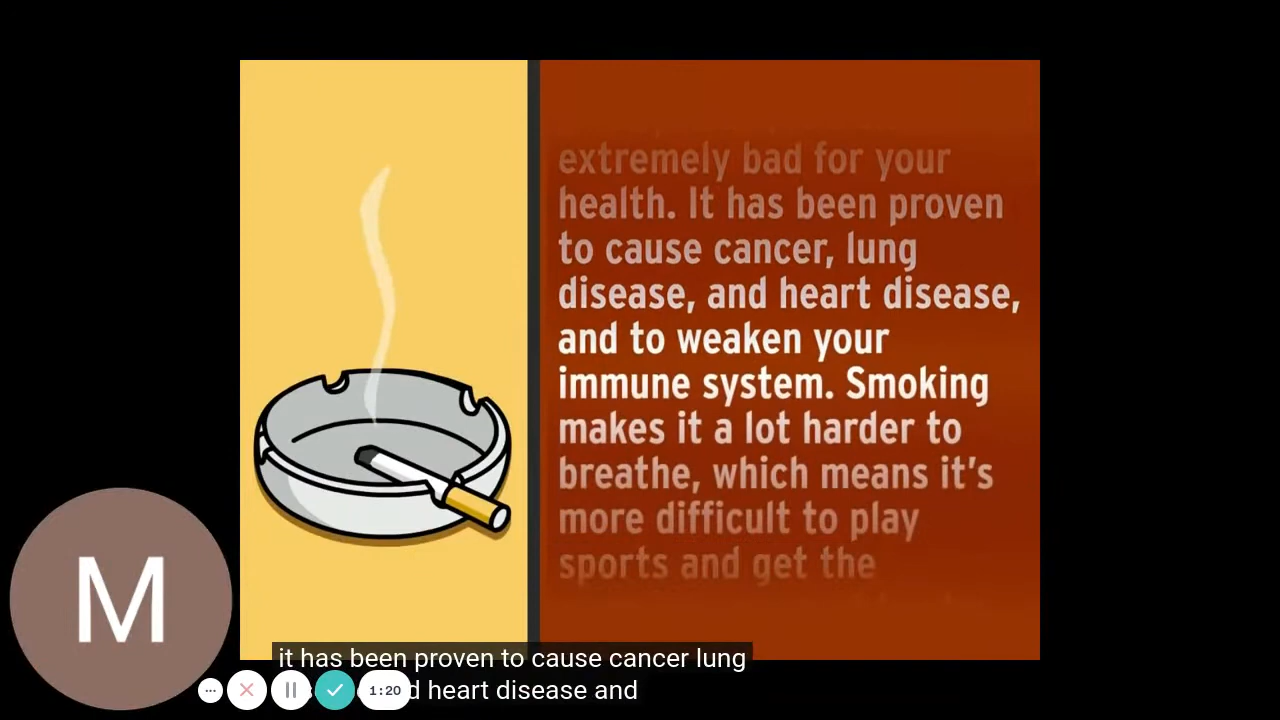 extremely bad for your
health. It has been proven
to cause cancer, lung
disease, and heart disease,
and to weaken your
immune system. Smoking
makes it a lot harder to
breathe, which means it's
more difficult to play
sports and get the
M
it has been proven to cause cancer lung
heart disease and
1:20